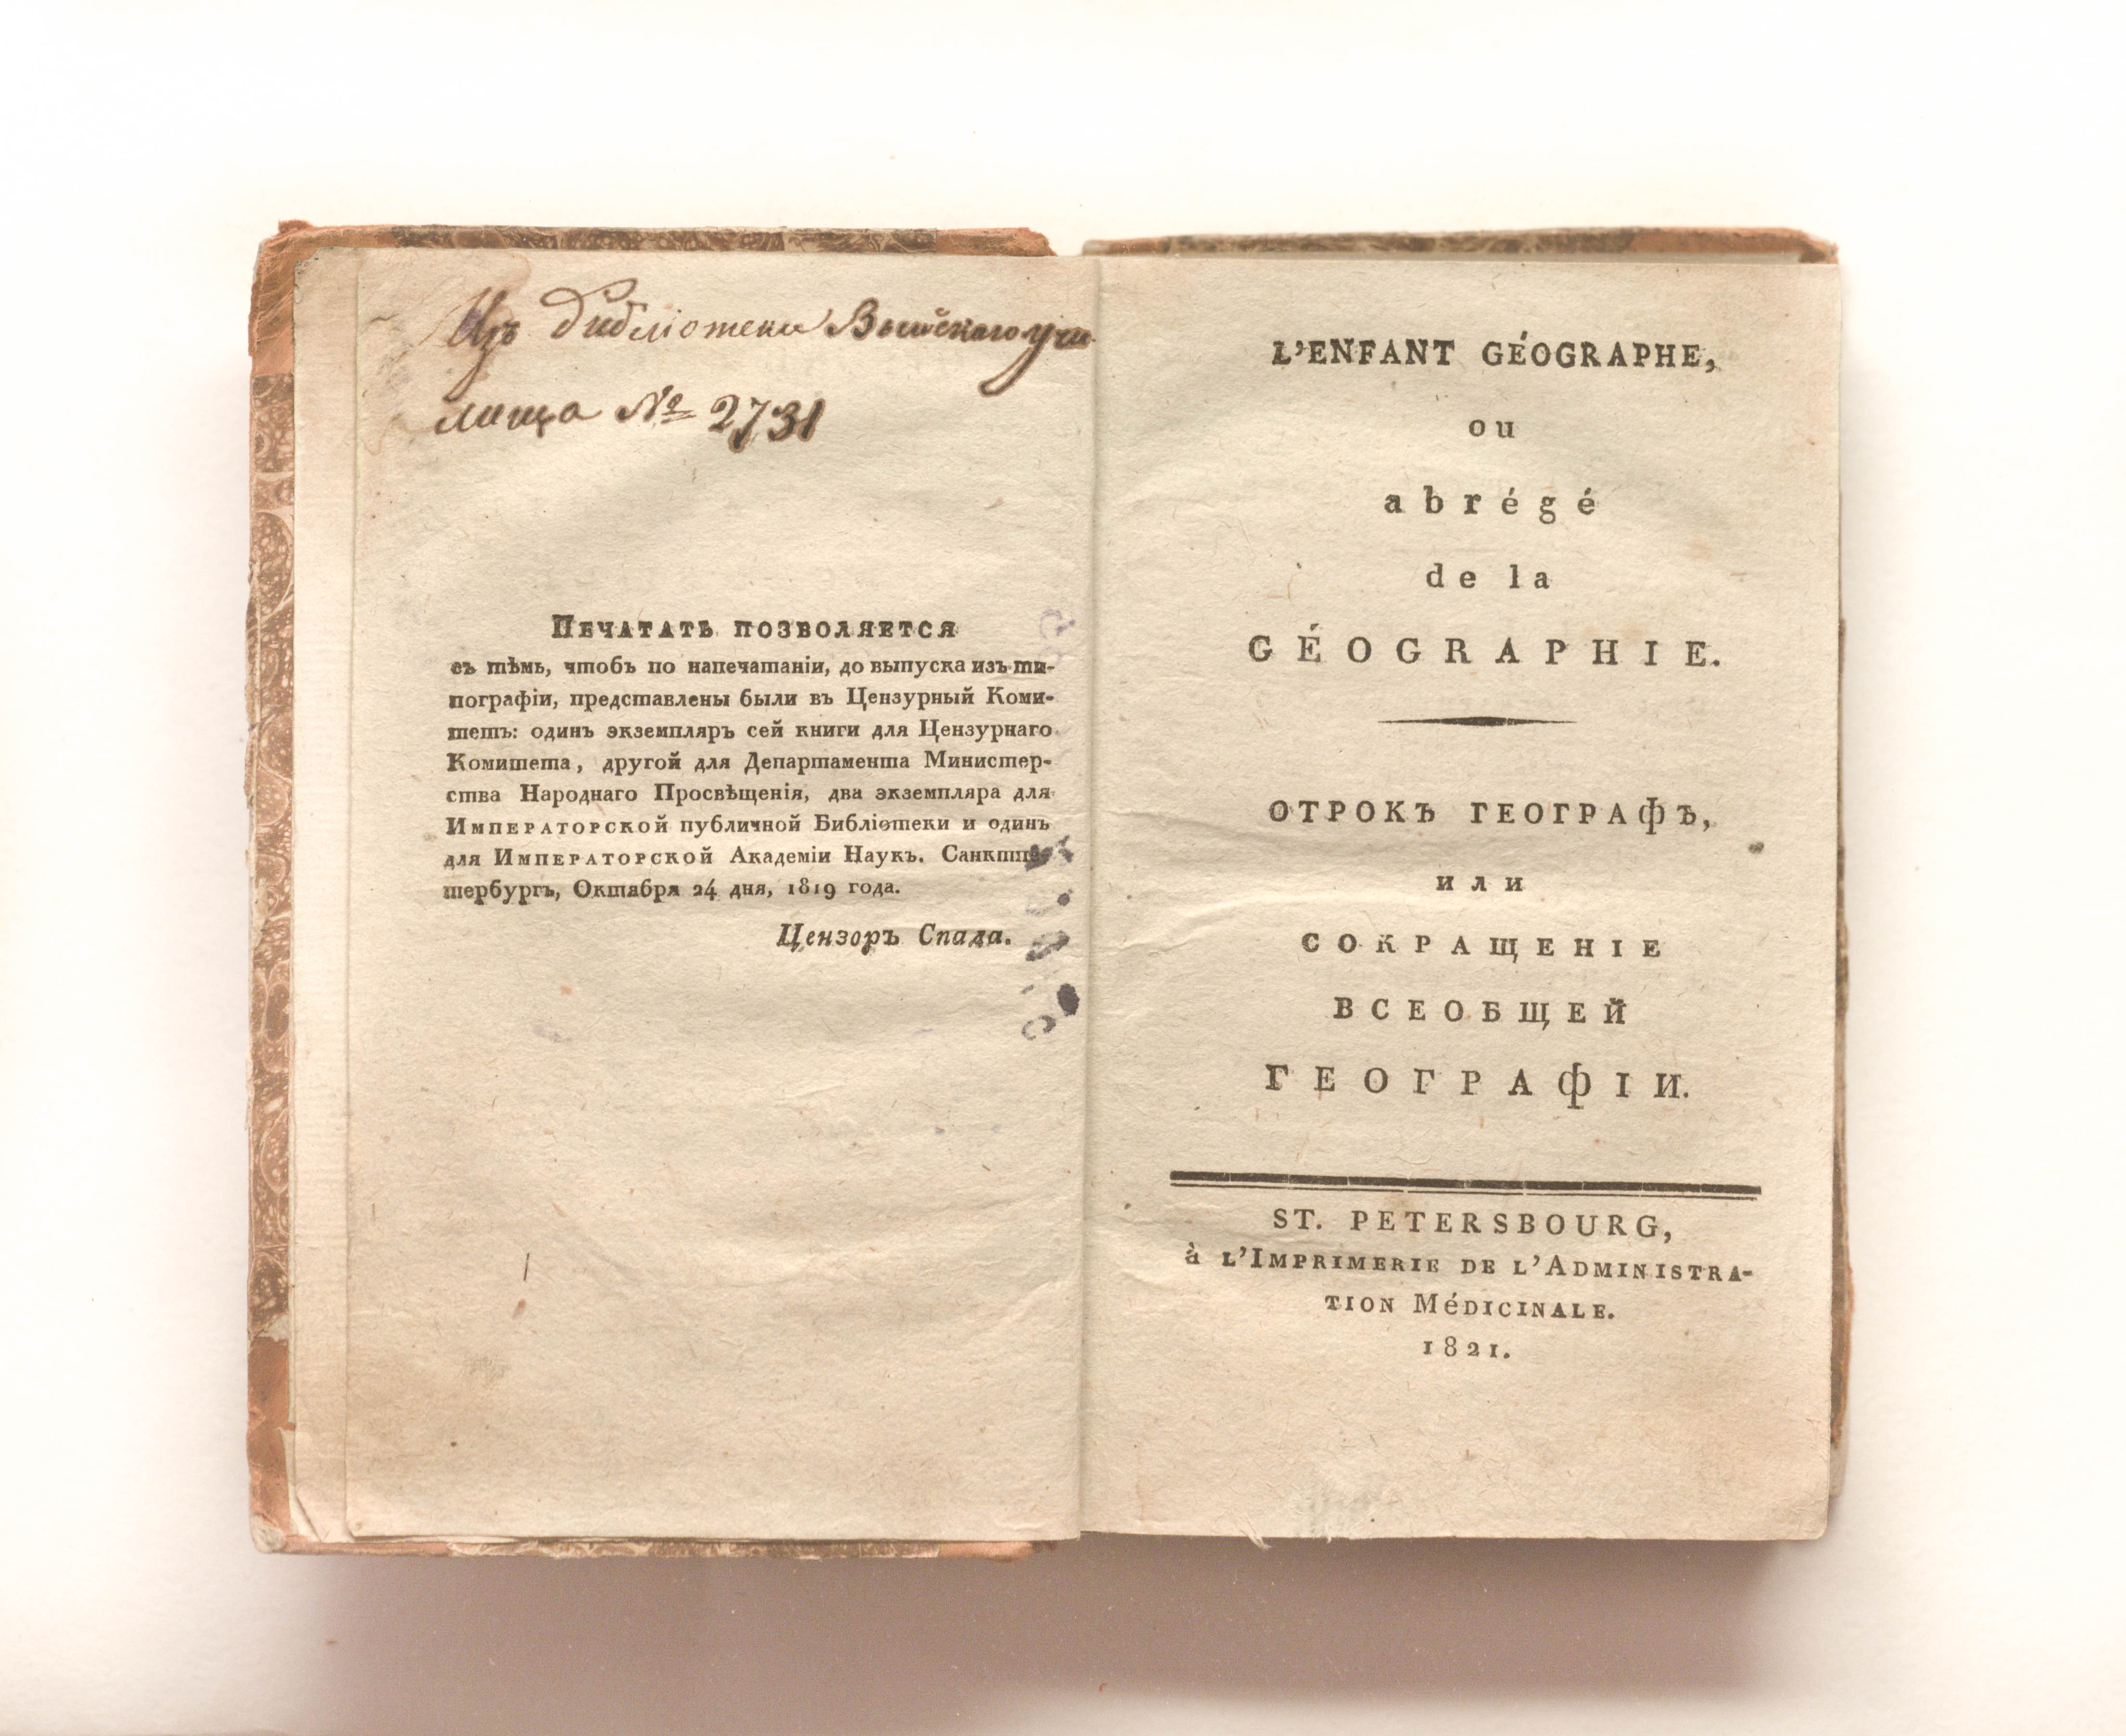 Изъ библіотеки Выйскаго учи-
лища № 2731
Печатать позволяется
съ тѣмъ, чтобъ по напечатаніи, до выпуска изъ ти-
пографіи, представлены были въ Цензурный Коми-
тетъ: одинъ экземпляръ сей книги для Цензурнаго
Комитета, другой для Департамента Министер-
ства Народнаго Просвѣщенія, два экземпляра для
Императорской публичной Библіотеки и одинъ
для Императорской Академіи Наукъ. Санктпе-
тербургъ, Октября 24 дня, 1819 года.
Цензоръ Спада.
L'ENFANT GÉOGRAPHE,
ou
abrégé
de la
GÉOGRAPHIE.
ОТРОКЪ ГЕОГРАФЪ,
или
СОКРАЩЕНІЕ
ВСЕОБЩЕЙ
ГЕОГРАФІИ.
ST. PETERSBOURG,
à l'Imprimerie de l'Administra-
tion Médicinale.
1821.